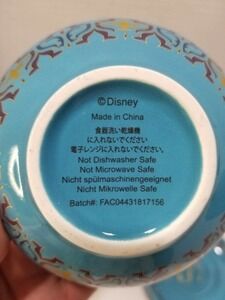 ©Disney
Made in China
食器洗い乾燥機
に入れないでください
電子レンジに入れないでください
Not Dishwasher Safe
Not Microwave Safe
Nicht spülmaschinengeeignet
Nicht Mikrowelle Safe
Batch#: FAC04431817156